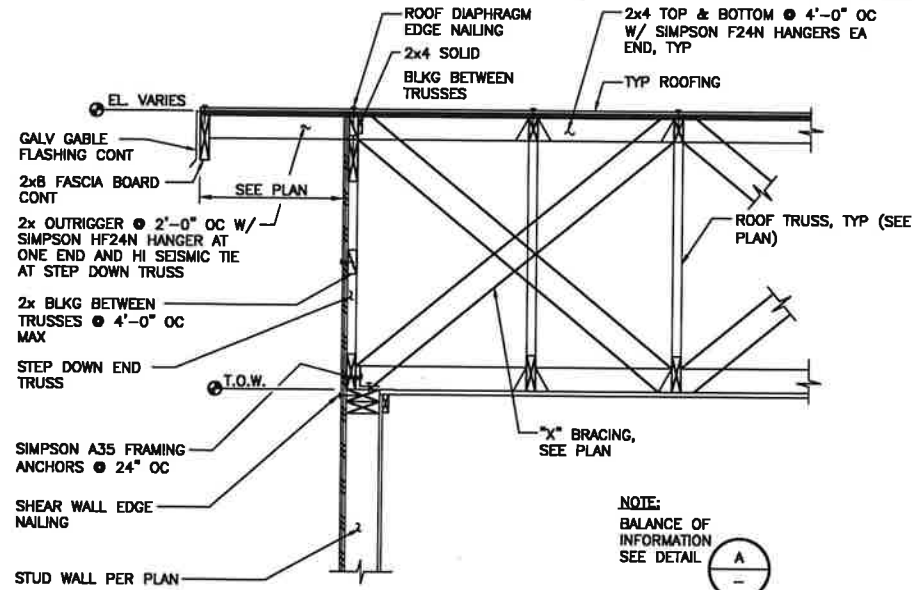 ROOF DIAPHRAGM
EDGE NAILING
2x4 SOLID
BLKG BETWEEN
TRUSSES
2x4 TOP & BOTTOM @ 4'-0" OC
W/ SIMPSON F24N HANGERS EA
END, TYP
TYP ROOFING
EL. VARIES
GALV GABLE
FLASHING CONT
2x8 FASCIA BOARD
CONT
SEE PLAN
2x OUTRIGGER @ 2'-0" OC W/
SIMPSON HF24N HANGER AT
ONE END AND HI SEISMIC TIE
AT STEP DOWN TRUSS
ROOF TRUSS, TYP (SEE
PLAN)
2x BLKG BETWEEN
TRUSSES @ 4'-0" OC
MAX
STEP DOWN END
TRUSS
T.O.W.
SIMPSON A35 FRAMING
ANCHORS @ 24" OC
"X" BRACING,
SEE PLAN
SHEAR WALL EDGE
NAILING
STUD WALL PER PLAN
NOTE:
BALANCE OF
INFORMATION
SEE DETAIL
A
-